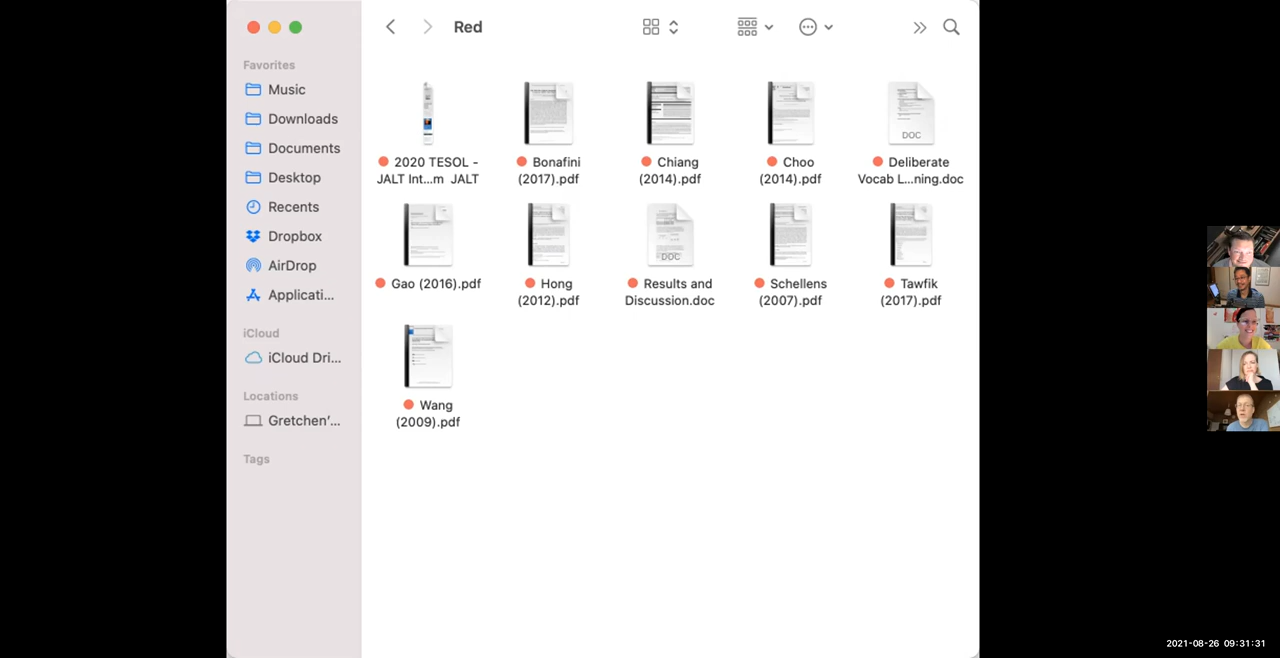 Red
Favorites
Music
Downloads
Documents
Desktop
Recents
Dropbox
AirDrop
Applicati...
iCloud
iCloud Dri...
Locations
Gretchen'...
Tags
2020 TESOL -
JALT Int...m JALT
Bonafini
(2017).pdf
Chiang
(2014).pdf
Choo
(2014).pdf
DOC
Deliberate
Vocab L...ning.doc
Gao (2016).pdf
Hong
(2012).pdf
DOC
Results and
Discussion.doc
Schellens
(2007).pdf
Tawfik
(2017).pdf
Wang
(2009).pdf
2021-08-26 09:31:31